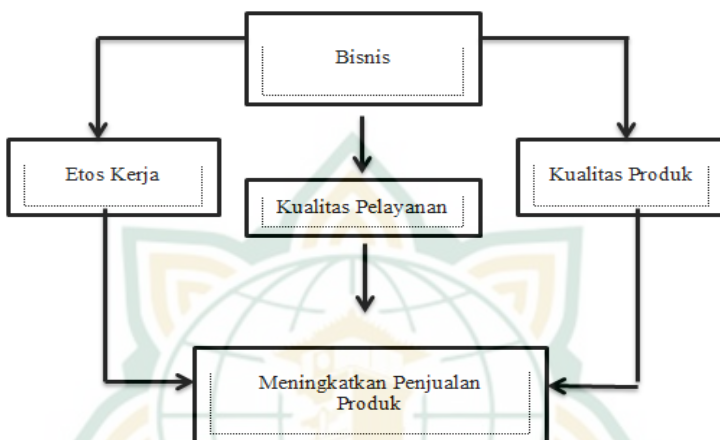 Bisnis
Etos Kerja
Kualitas Pelayanan
Kualitas Produk
Meningkatkan Penjualan
Produk